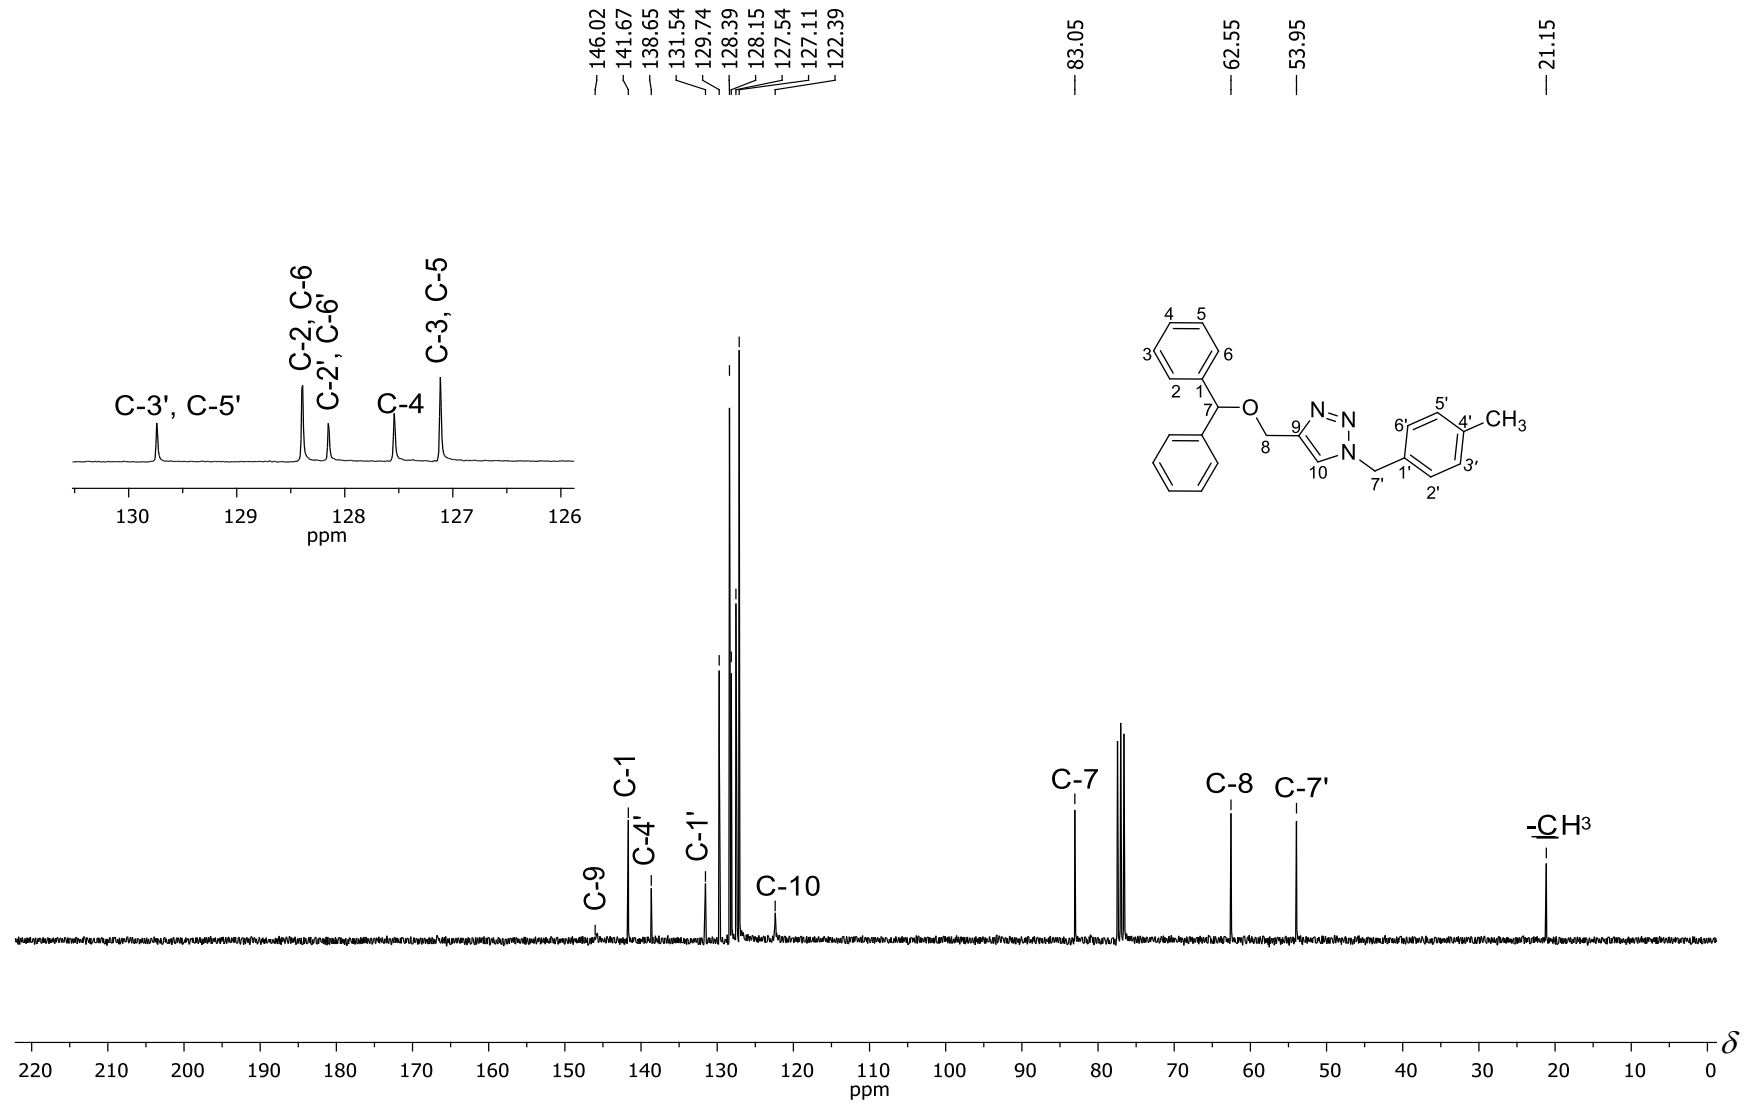 146.02
141.67
138.65
131.54
129.74
128.39
128.15
127.54
127.11
122.39
83.05
62.55
53.95
21.15
C-3', C-5'
C-2, C-6
C-2', C-6'
C-4
C-3, C-5
130 129 128 127 126
ppm
4 5
3 6
2 1
7 O
8
9 N N
10 N
7'
6' 5'
1' 4' CH3
2' 3'
C-9
C-1
C-4'
C-1'
C-10
C-7
C-8
C-7'
-CH3
220 210 200 190 180 170 160 150 140 130 120 110 100 90 80 70 60 50 40 30 20 10 0
ppm
δ